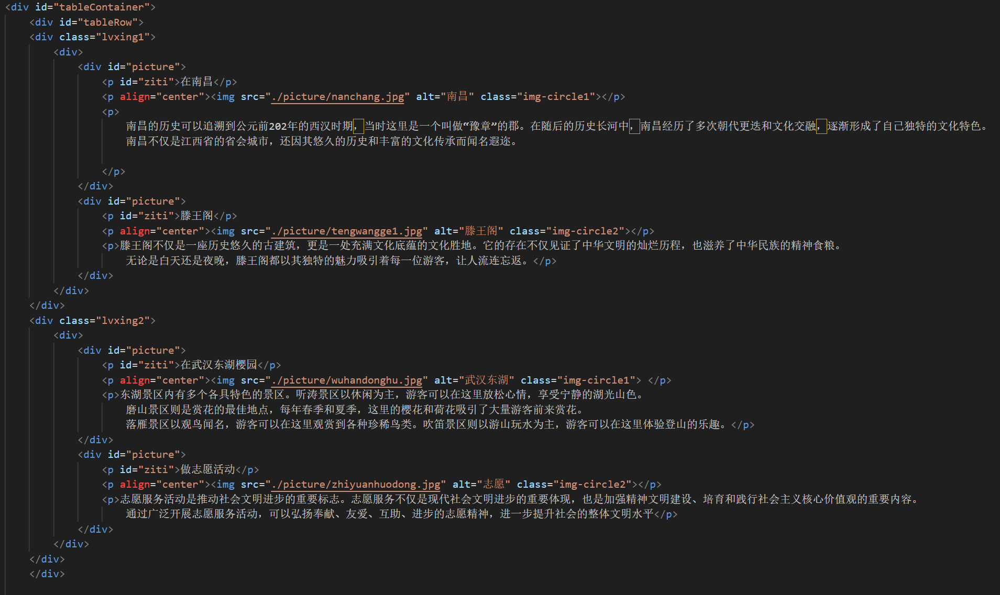 <div id="tableContainer">
<div id="tableRow">
<div class="lvxing1">
<div>
<div id="picture">
<p id="ziti">在南昌</p>
<p align="center"><img src="./picture/nanchang.jpg" alt="南昌" class="img-circle1"></p>
<p>
南昌的历史可以追溯到公元前202年的西汉时期，当时这里是一个叫做“豫章”的郡。在随后的历史长河中，南昌经历了多次朝代更迭和文化交融，逐渐形成了自己独特的文化特色。
南昌不仅是江西省的省会城市，还因其悠久的历史和丰富的文化传承而闻名遐迩。
</p>
</div>
<div id="picture">
<p id="ziti">滕王阁</p>
<p align="center"><img src="./picture/tengwangge1.jpg" alt="滕王阁" class="img-circle2"></p>
<p>滕王阁不仅是一座历史悠久的古建筑，更是一处充满文化底蕴的文化胜地。它的存在不仅见证了中华文明的灿烂历程，也滋养了中华民族的精神食粮。
无论是白天还是夜晚，滕王阁都以其独特的魅力吸引着每一位游客，让人流连忘返。</p>
</div>
</div>
</div>
<div class="lvxing2">
<div>
<div id="picture">
<p id="ziti">在武汉东湖樱园</p>
<p align="center"><img src="./picture/wuhandonghu.jpg" alt="武汉东湖" class="img-circle1"> </p>
<p>东湖景区内有多个各具特色的景区。听涛景区以休闲为主，游客可以在这里放松心情，享受宁静的湖光山色。
磨山景区则是赏花的最佳地点，每年春季和夏季，这里的樱花和荷花吸引了大量游客前来赏花。
落雁景区以观鸟闻名，游客可以在这里观赏到各种珍稀鸟类。吹笛景区则以游山玩水为主，游客可以在这里体验登山的乐趣。</p>
</div>
<div id="picture">
<p id="ziti">做志愿活动</p>
<p align="center"><img src="./picture/zhiyuanhuodong.jpg" alt="志愿" class="img-circle2"></p>
<p>志愿服务活动是推动社会文明进步的重要标志。志愿服务不仅是现代社会文明进步的重要体现，也是加强精神文明建设、培育和践行社会主义核心价值观的重要内容。
通过广泛开展志愿服务活动，可以弘扬奉献、友爱、互助、进步的志愿精神，进一步提升社会的整体文明水平</p>
</div>
</div>
</div>
</div>